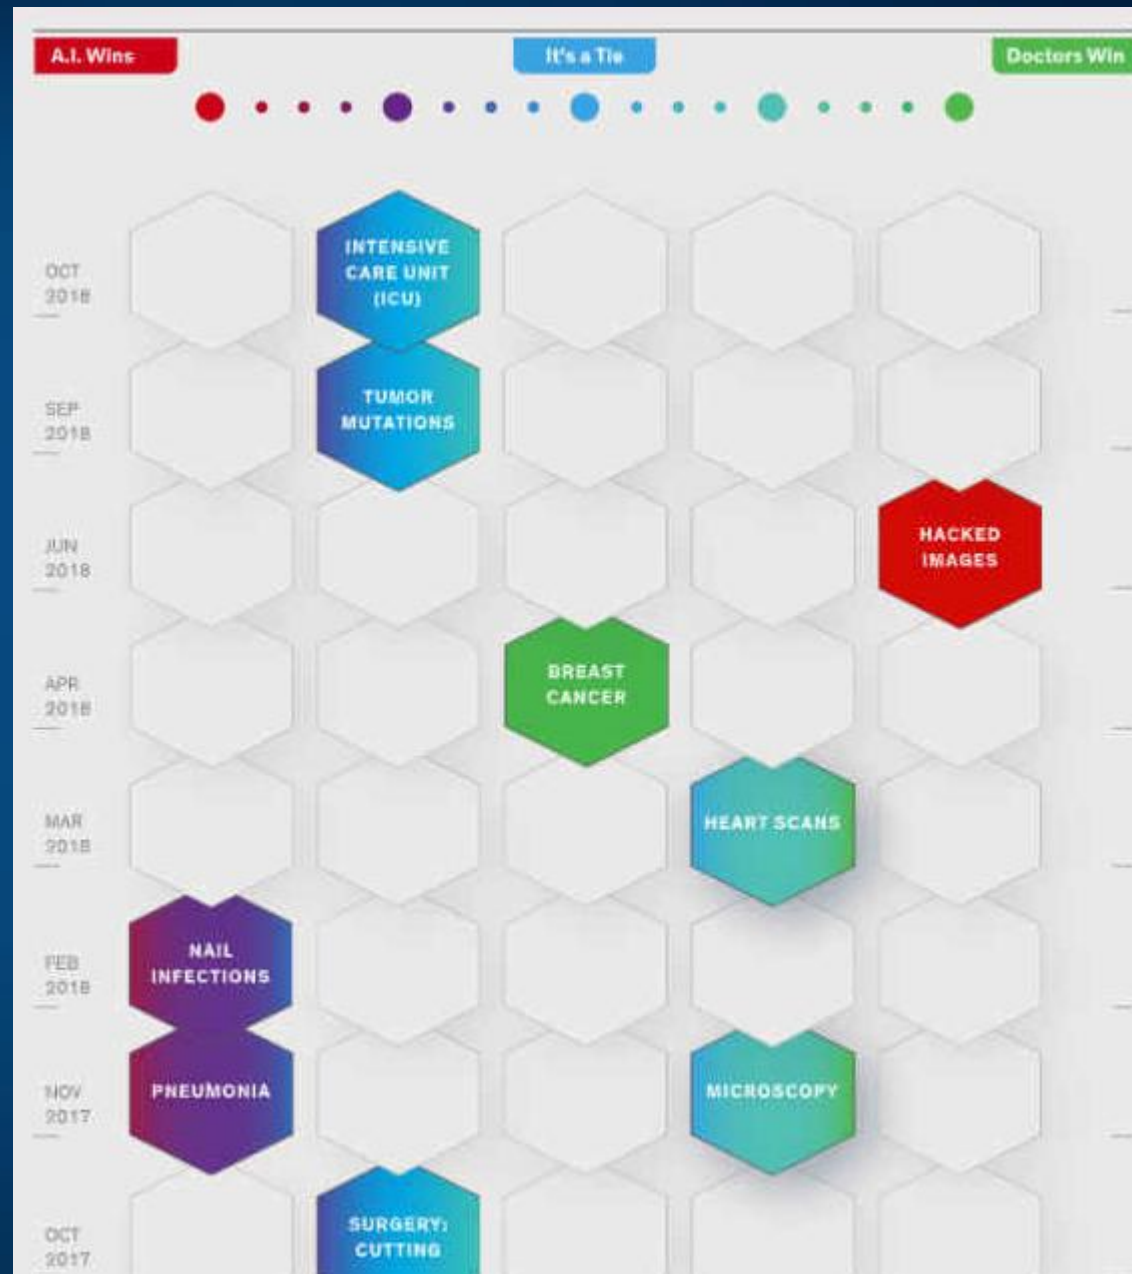 A.I. Wins
It's a Tie
Doctors Win
OCT
2018
INTENSIVE
CARE UNIT
(ICU)
SEP
2018
TUMOR
MUTATIONS
JUN
2018
HACKED
IMAGES
APR
2018
BREAST
CANCER
MAR
2018
HEART SCANS
FEB
2018
NAIL
INFECTIONS
NOV
2017
PNEUMONIA
MICROSCOPY
OCT
2017
SURGERY:
CUTTING